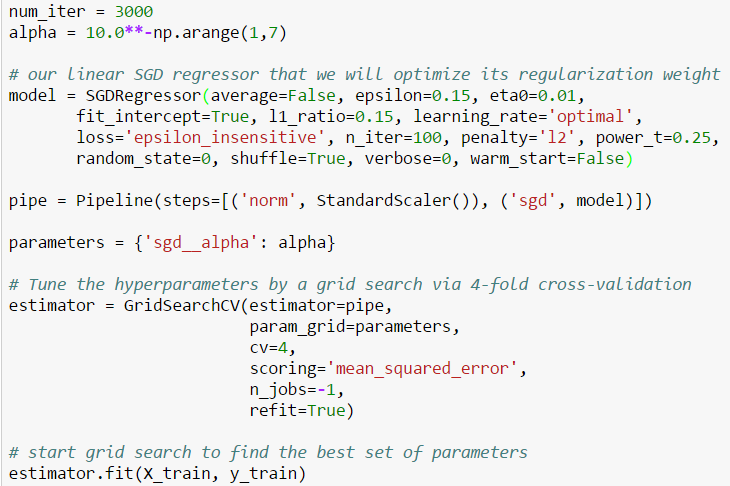 num_iter = 3000
alpha = 10.0**-np.arange(1,7)
# our linear SGD regressor that we will optimize its regularization weight
model = SGDRegressor(average=False, epsilon=0.15, eta0=0.01,
fit_intercept=True, l1_ratio=0.15, learning_rate='optimal',
loss='epsilon_insensitive', n_iter=100, penalty='l2', power_t=0.25,
random_state=0, shuffle=True, verbose=0, warm_start=False)
pipe = Pipeline(steps=[('norm', StandardScaler()), ('sgd', model)])
parameters = {'sgd__alpha': alpha}
# Tune the hyperparameters by a grid search via 4-fold cross-validation
estimator = GridSearchCV(estimator=pipe,
param_grid=parameters,
cv=4,
scoring='mean_squared_error',
n_jobs=-1,
refit=True)
# start grid search to find the best set of parameters
estimator.fit(X_train, y_train)